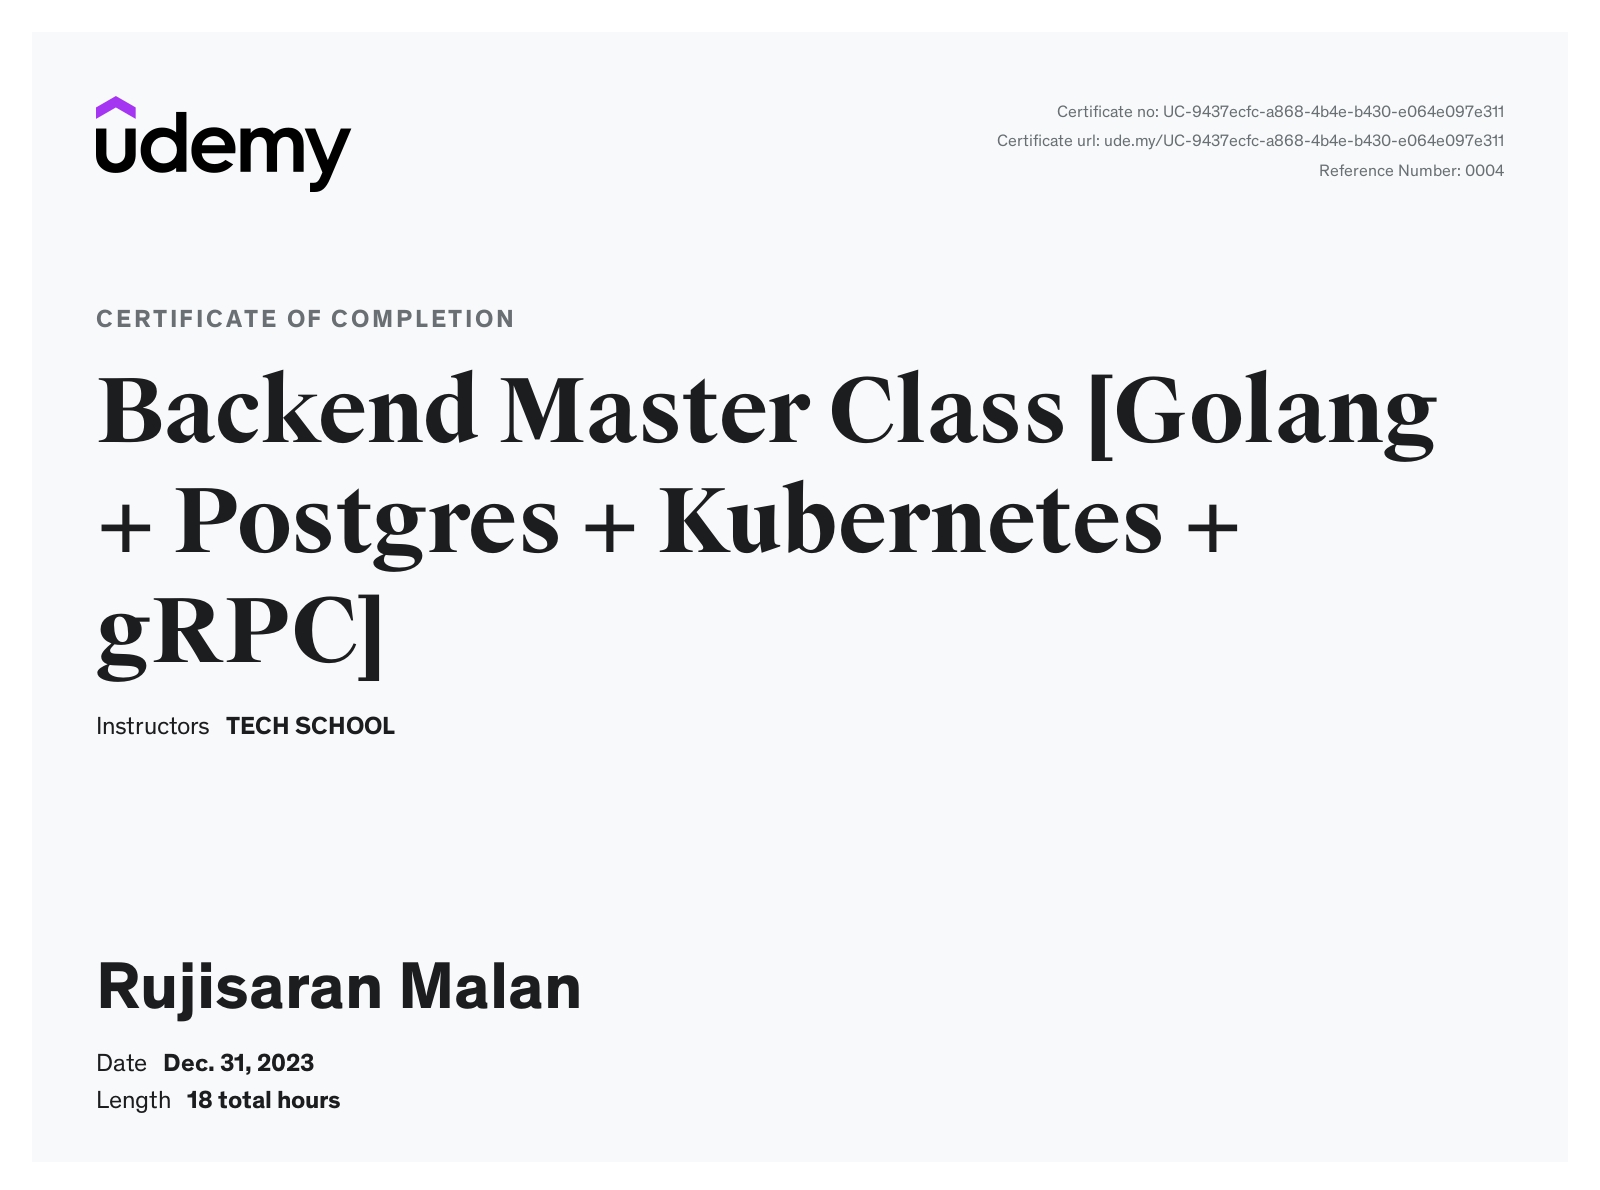 udemy
Certificate no: UC-9437ecfc-a868-4b4e-b430-e064e097e311
Certificate url: ude.my/UC-9437ecfc-a868-4b4e-b430-e064e097e311
Reference Number: 0004
CERTIFICATE OF COMPLETION
Backend Master Class [Golang
+ Postgres + Kubernetes +
gRPC]
Instructors TECH SCHOOL
Rujisaran Malan
Date Dec. 31, 2023
Length 18 total hours